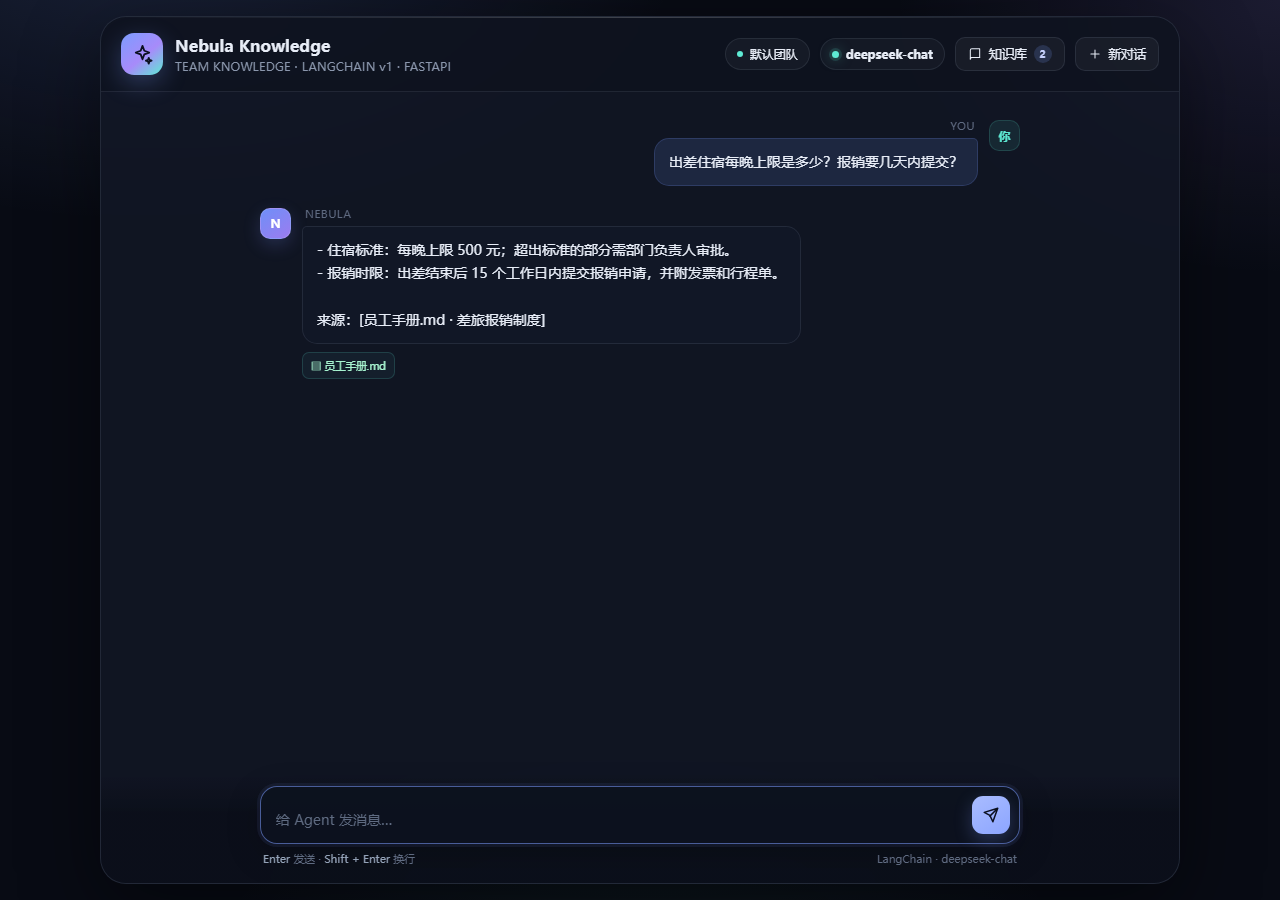 Nebula Knowledge
TEAM KNOWLEDGE · LANGCHAIN v1 · FASTAPI
默认团队
deepseek-chat
知识库 2
新对话
YOU
你
出差住宿每晚上限是多少？报销要几天内提交？
N
NEBULA
- 住宿标准：每晚上限 500 元；超出标准的部分需部门负责人审批。
- 报销时限：出差结束后 15 个工作日内提交报销申请，并附发票和行程单。
来源：[员工手册.md · 差旅报销制度]
员工手册.md
给 Agent 发消息...
Enter 发送 · Shift + Enter 换行
LangChain · deepseek-chat